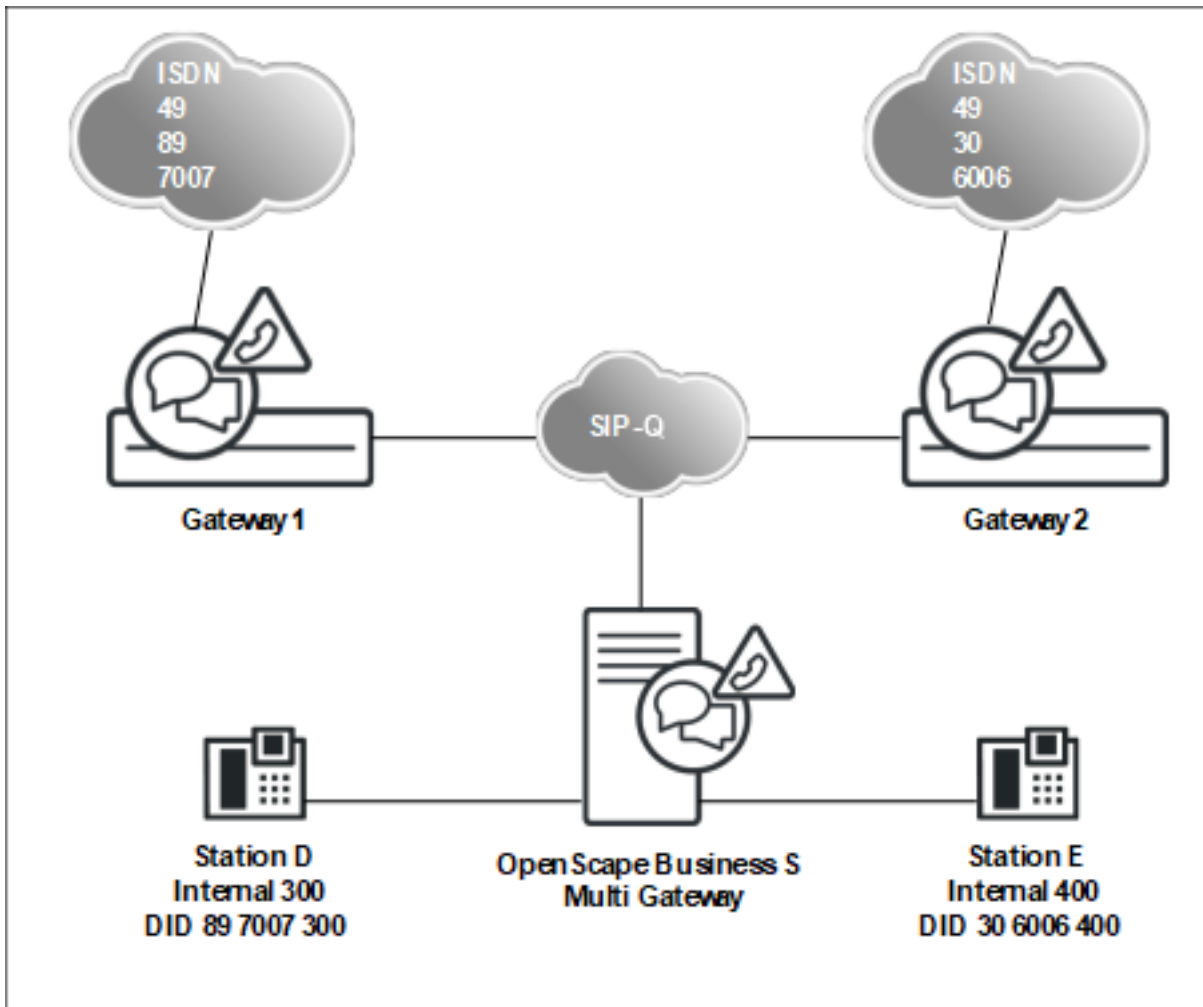 ISDN
49
89
7007
ISDN
49
30
6006
SIP-Q
Gateway 1
Gateway 2
Station D
Internal 300
DID 89 7007 300
OpenScape Business S
Multi Gateway
Station E
Internal 400
DID 30 6006 400